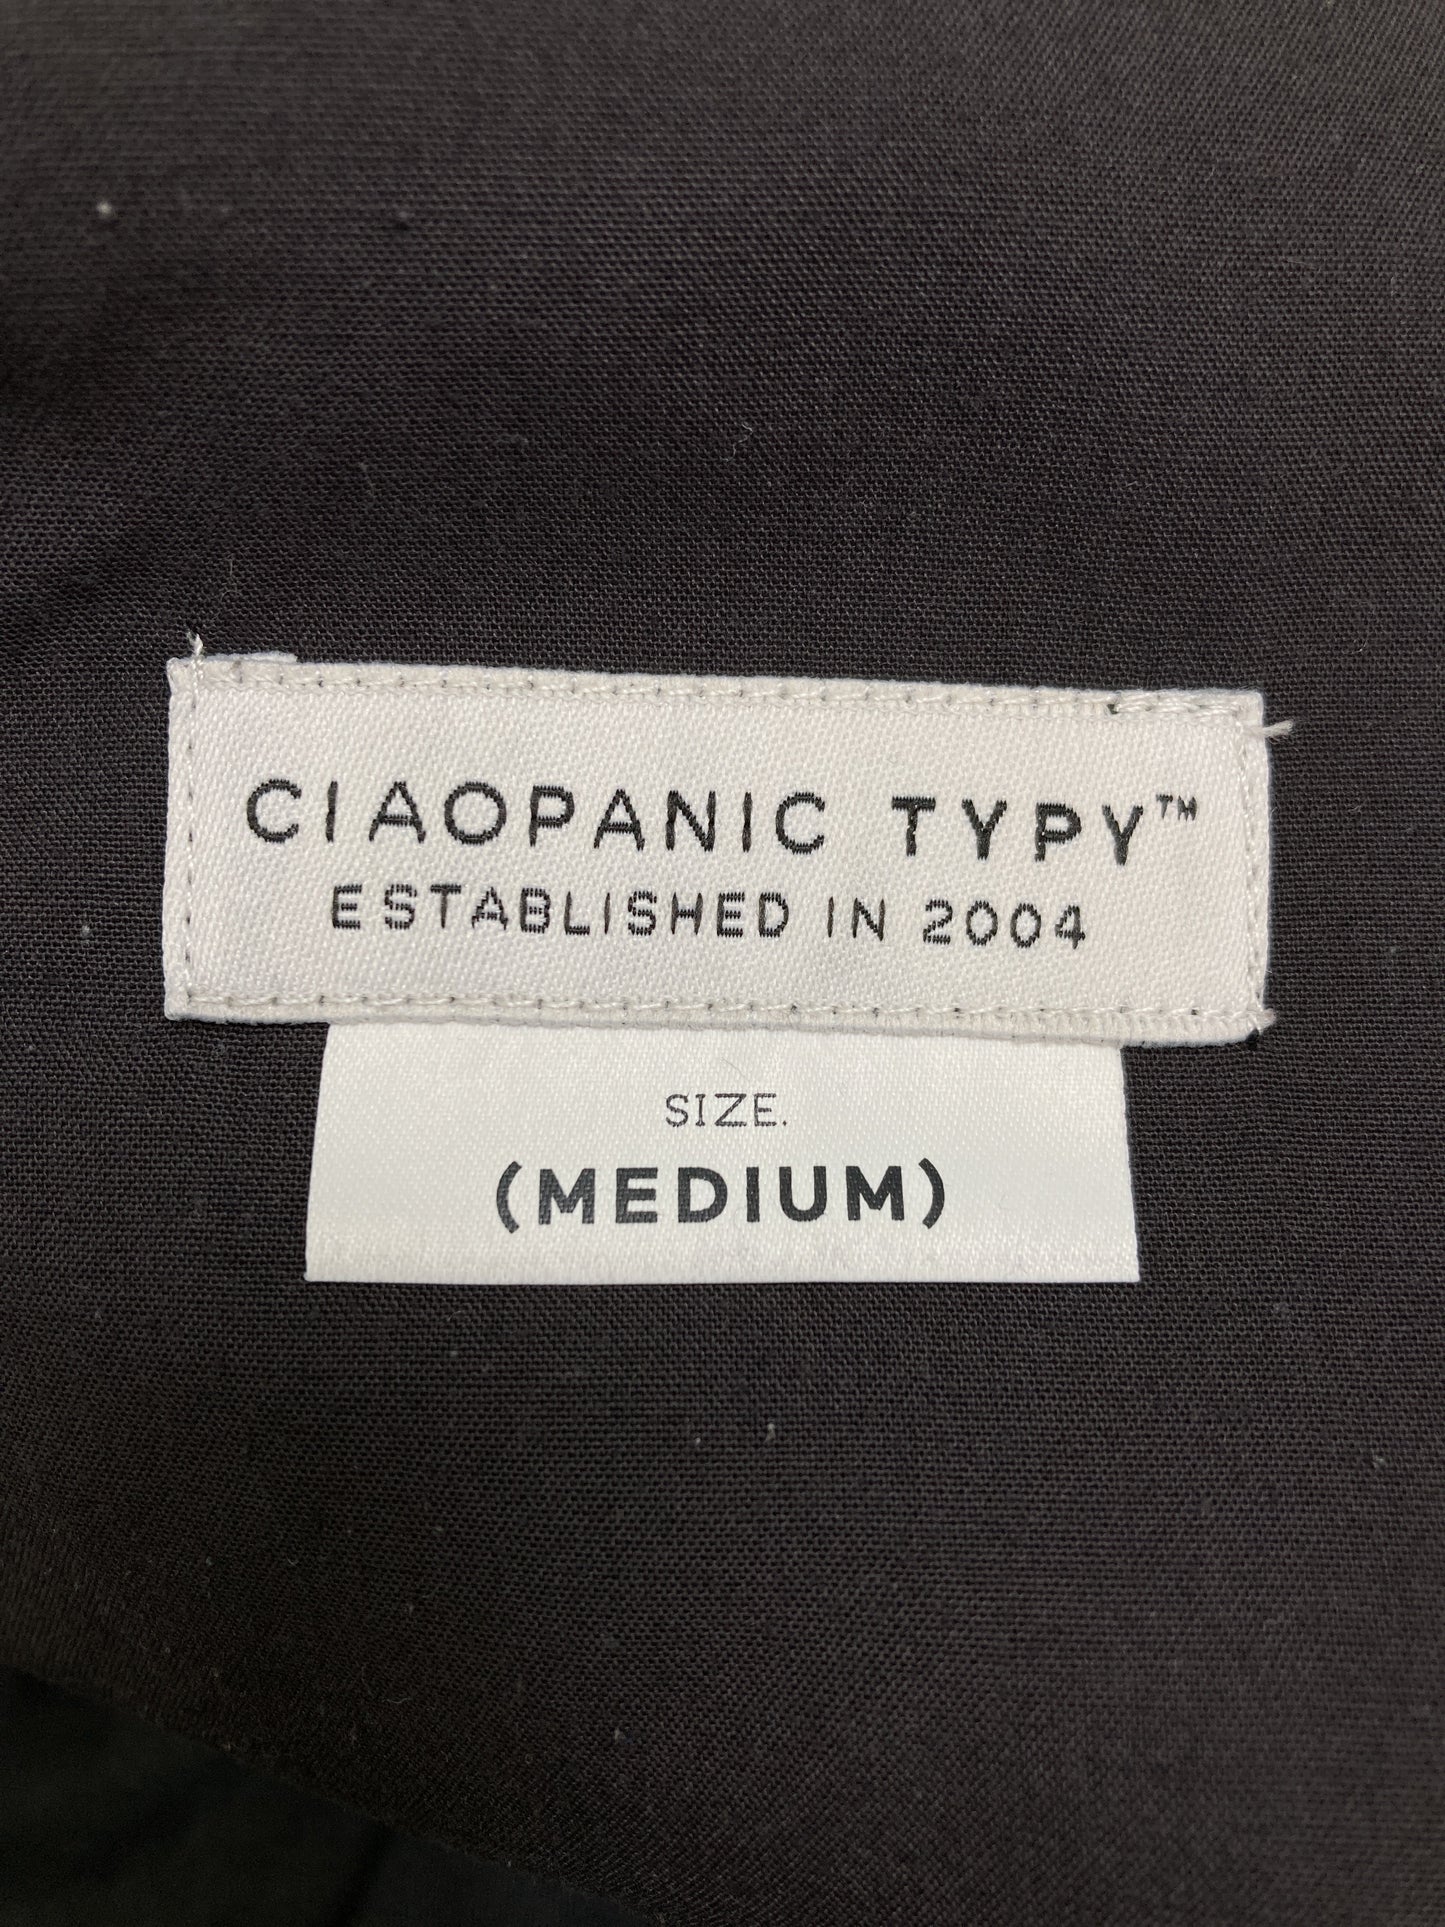 CIAOPANIC TYPY™
ESTABLISHED IN 2004
SIZE.
(MEDIUM)